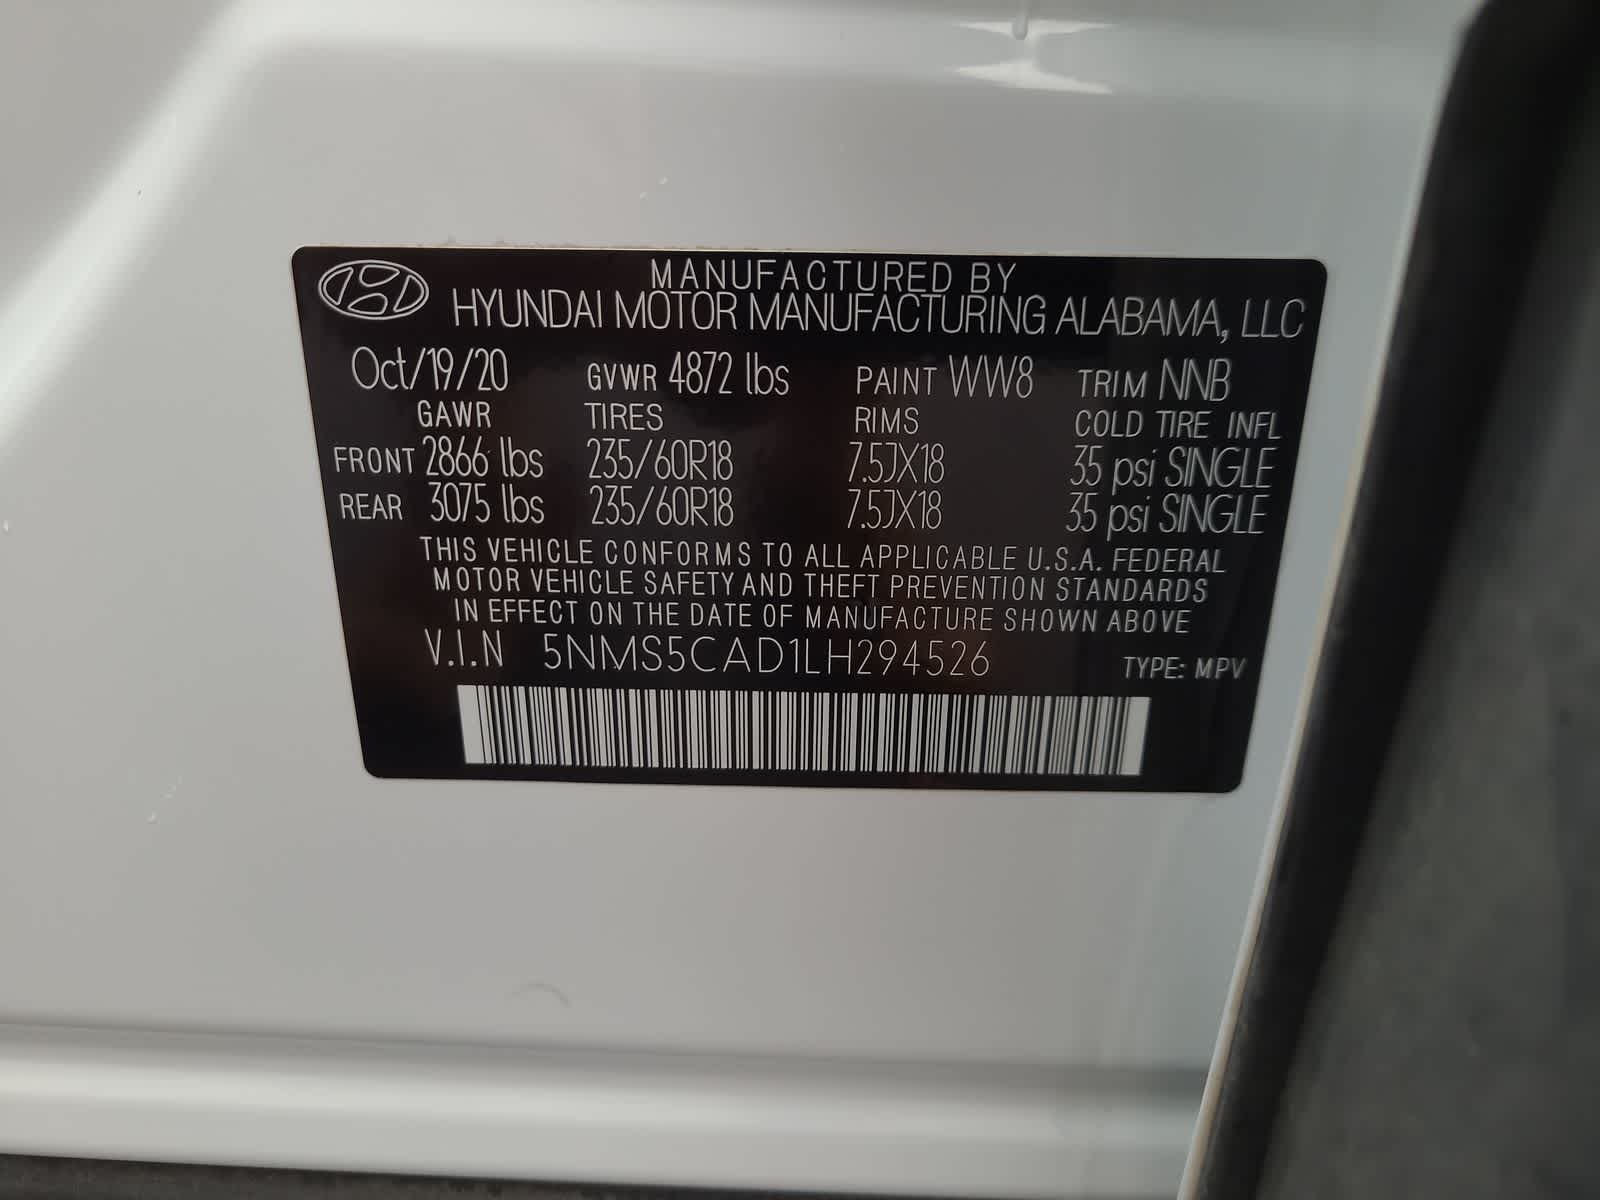 MANUFACTURED BY
HYUNDAI MOTOR MANUFACTURING ALABAMA, LLC
Oct/19/20 GVWR 4872 lbs PAINT WW8 TRIM NNB
GAWR TIRES RIMS COLD TIRE INFL
FRONT 2866 lbs 235/60R18 7.5JX18 35 psi SINGLE
REAR 3075 lbs 235/60R18 7.5JX18 35 psi SINGLE
THIS VEHICLE CONFORMS TO ALL APPLICABLE U.S.A. FEDERAL
MOTOR VEHICLE SAFETY AND THEFT PREVENTION STANDARDS
IN EFFECT ON THE DATE OF MANUFACTURE SHOWN ABOVE
V.I.N 5NMS5CAD1LH294526 TYPE: MPV